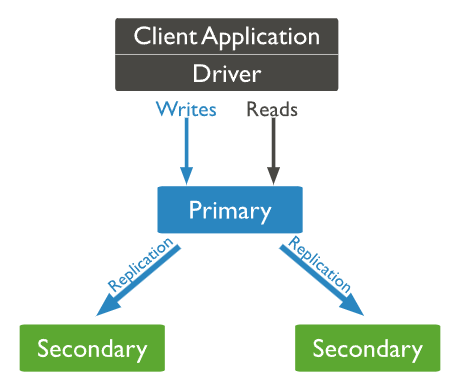 Client Application
Driver
Writes
Reads
Primary
Replication
Replication
Secondary
Secondary